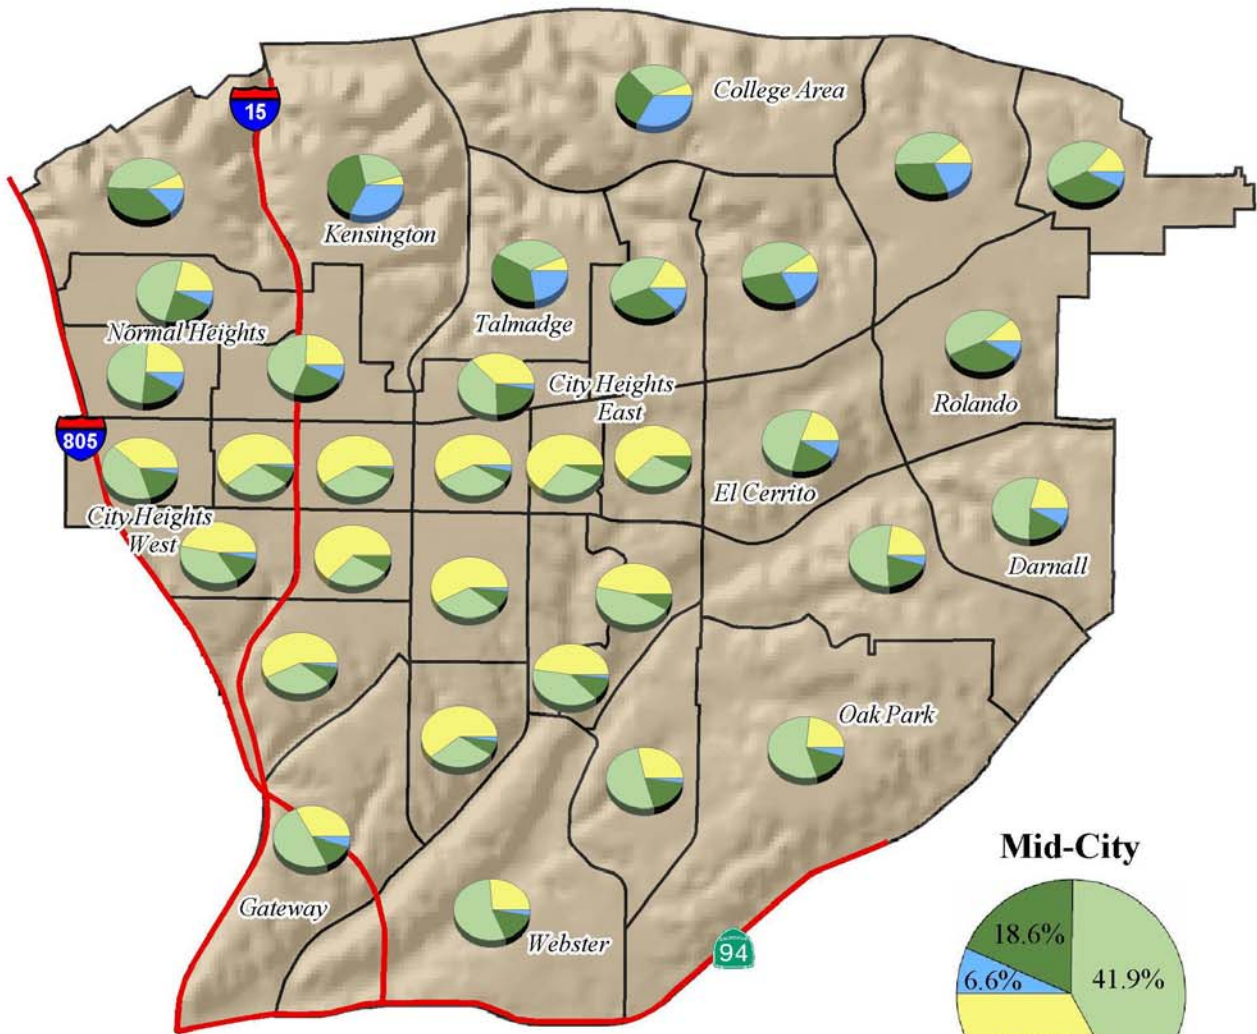 15
College Area
Kensington
Talmadge
Normal Heights
City Heights
East
Rolando
805
El Cerrito
City Heights
West
Darnall
Oak Park
Gateway
Webster
94
Mid-City
18.6%
6.6%
41.9%